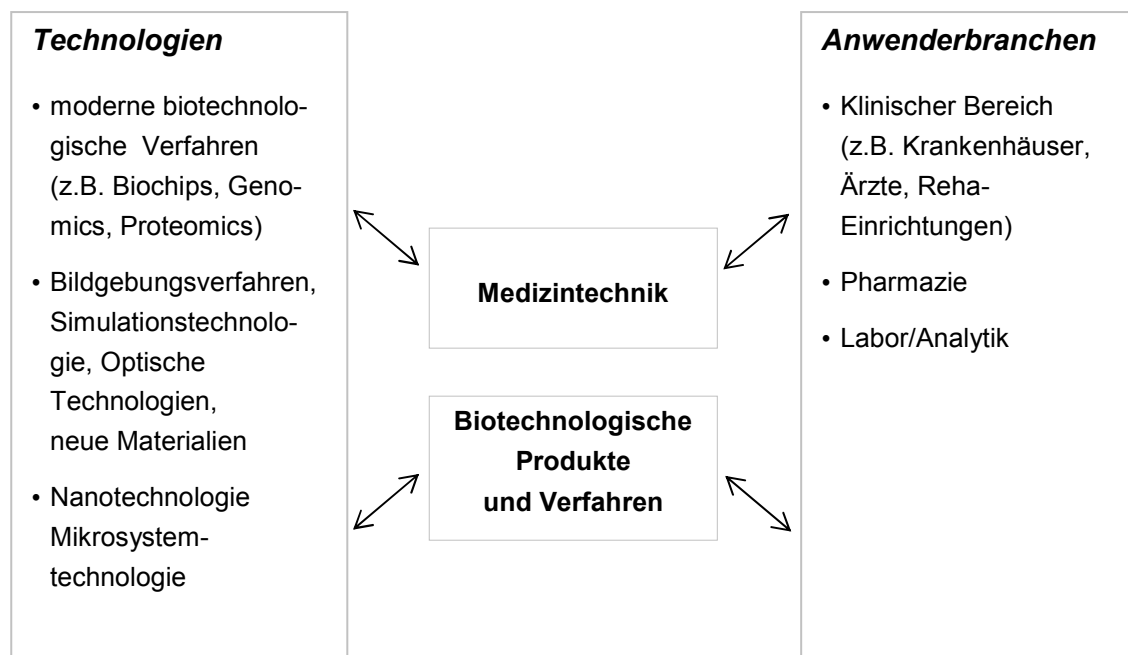 Technologien
• moderne biotechnolo-
gische Verfahren
(z.B. Biochips, Geno-
mics, Proteomics)
• Bildgebungsverfahren,
Simulationstechnolo-
gie, Optische
Technologien,
neue Materialien
• Nanotechnologie
Mikrosystem-
technologie
Medizintechnik
Biotechnologische
Produkte
und Verfahren
Anwenderbranchen
• Klinischer Bereich
(z.B. Krankenhäuser,
Ärzte, Reha-
Einrichtungen)
• Pharmazie
• Labor/Analytik